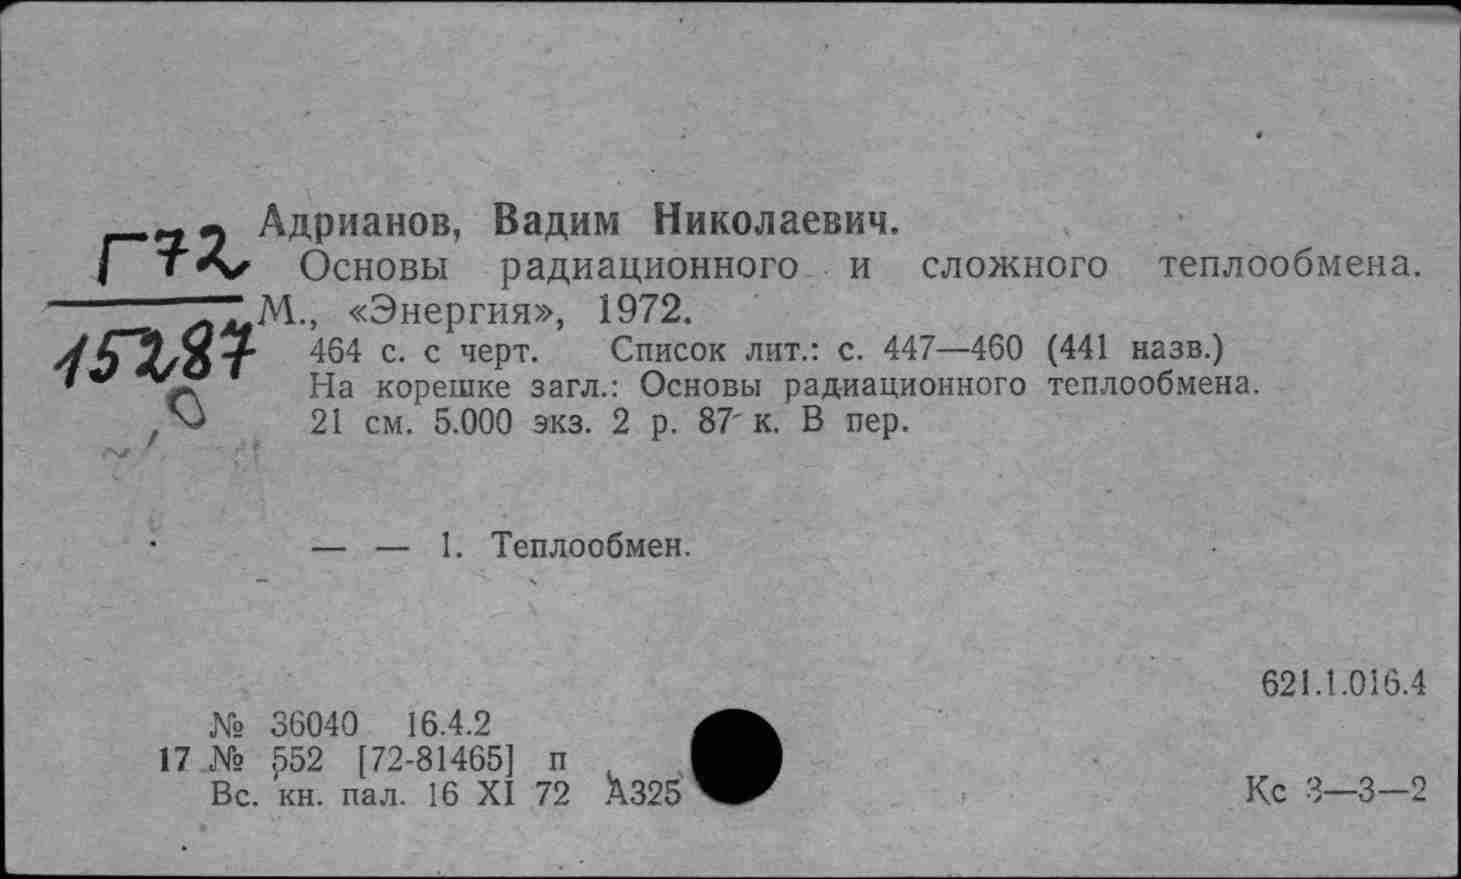 Адрианов, Вадим Николаевич.
Г72
Основы радиационного и сложного теплообмена.
М., «Энергия», 1972.
15287
464 с. с черт. Список лит.: с. 447—460 (441 назв.)
На корешке загл.: Основы радиационного теплообмена.
21 см. 5.000 экз. 2 р. 87 к. В пер.
— — 1. Теплообмен.
621.1.016.4
№ 36040 16.4.2
17 № 552 [72-81465] п
Вс. кн. пал. 16 XI 72 А325
Кс 3—3—2